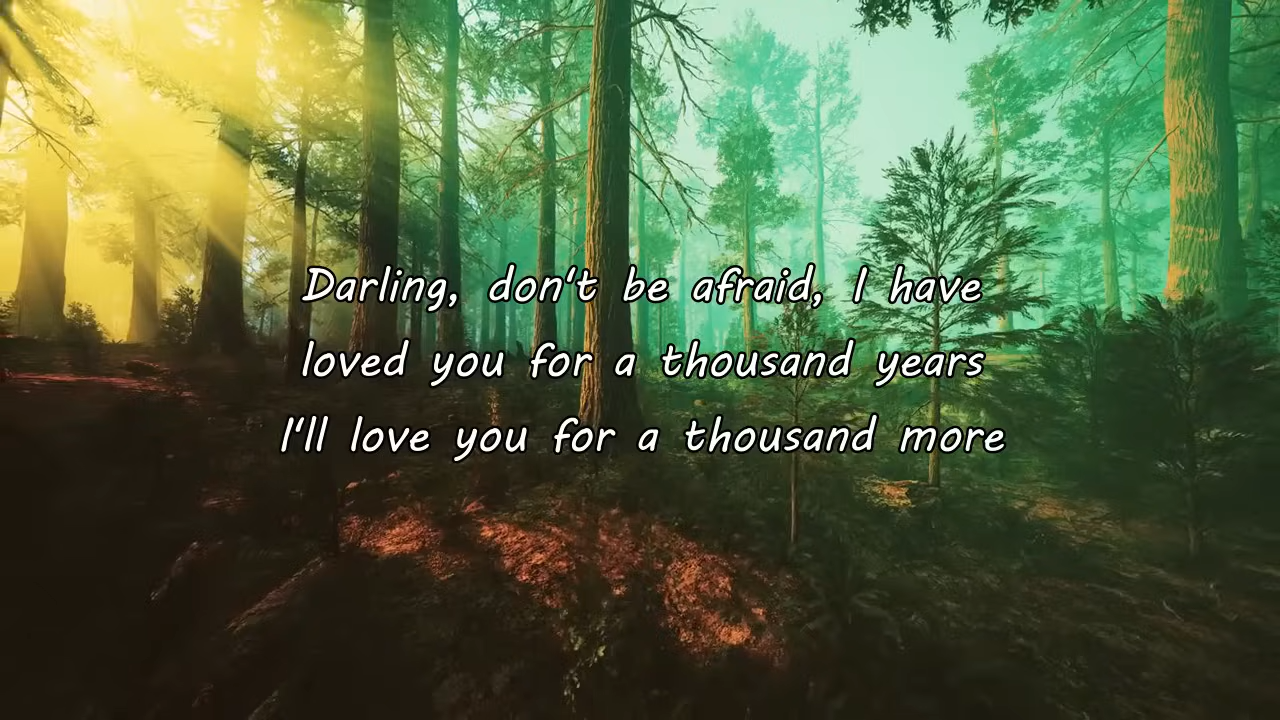 Darling, don't be afraid, I have
loved you for a thousand years
I'll love you for a thousand more